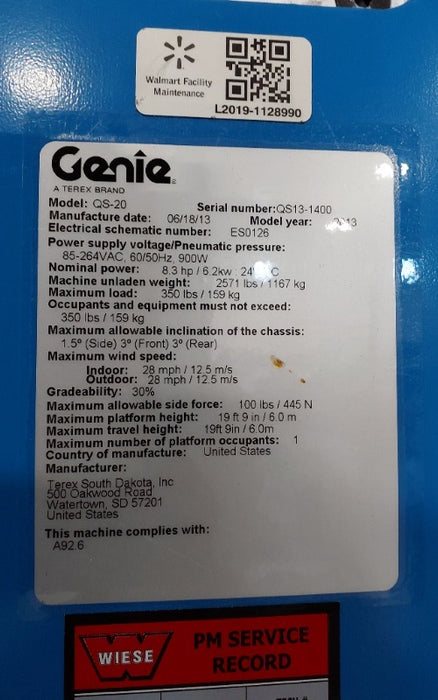 Walmart Facility
Maintenance
L2019-1128990
Genie
A TEREX BRAND
Model: QS-20 Serial number:QS13-1400
Manufacture date: 06/18/13 Model year:
Electrical schematic number: ES0126
Power supply voltage/Pneumatic pressure:
85-264VAC, 60/50Hz, 900W
Nominal power: 8.3 hp / 6.2kw
Machine unladen weight: 2571 lbs / 1167 kg
Maximum load: 350 lbs / 159 kg
Occupants and equipment must not exceed:
350 lbs / 159 kg
Maximum allowable inclination of the chassis:
1.5º (Side) 3º (Front) 3º (Rear)
Maximum wind speed:
Indoor: 28 mph / 12.5 m/s
Outdoor: 28 mph / 12.5 m/s
Gradeability: 30%
Maximum allowable side force: 100 lbs / 445 N
Maximum platform height: 19 ft 9 in / 6.0 m
Maximum travel height: 19ft 9in / 6.0m
Maximum number of platform occupants: 1
Country of manufacture: United States
Manufacturer:
Terex South Dakota, Inc
500 Oakwood Road
Watertown, SD 57201
United States
This machine complies with:
A92.6
WIESE
PM SERVICE
RECORD